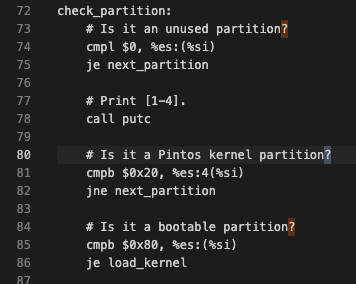 72 check_partition:
73 # Is it an unused partition?
74 cmpl $0, %es:(%si)
75 je next_partition
76
77 # Print [1-4].
78 call putc
79
80 # Is it a Pintos kernel partition?
81 cmpb $0x20, %es:4(%si)
82 jne next_partition
83
84 # Is it a bootable partition?
85 cmpb $0x80, %es:(%si)
86 je load_kernel
87